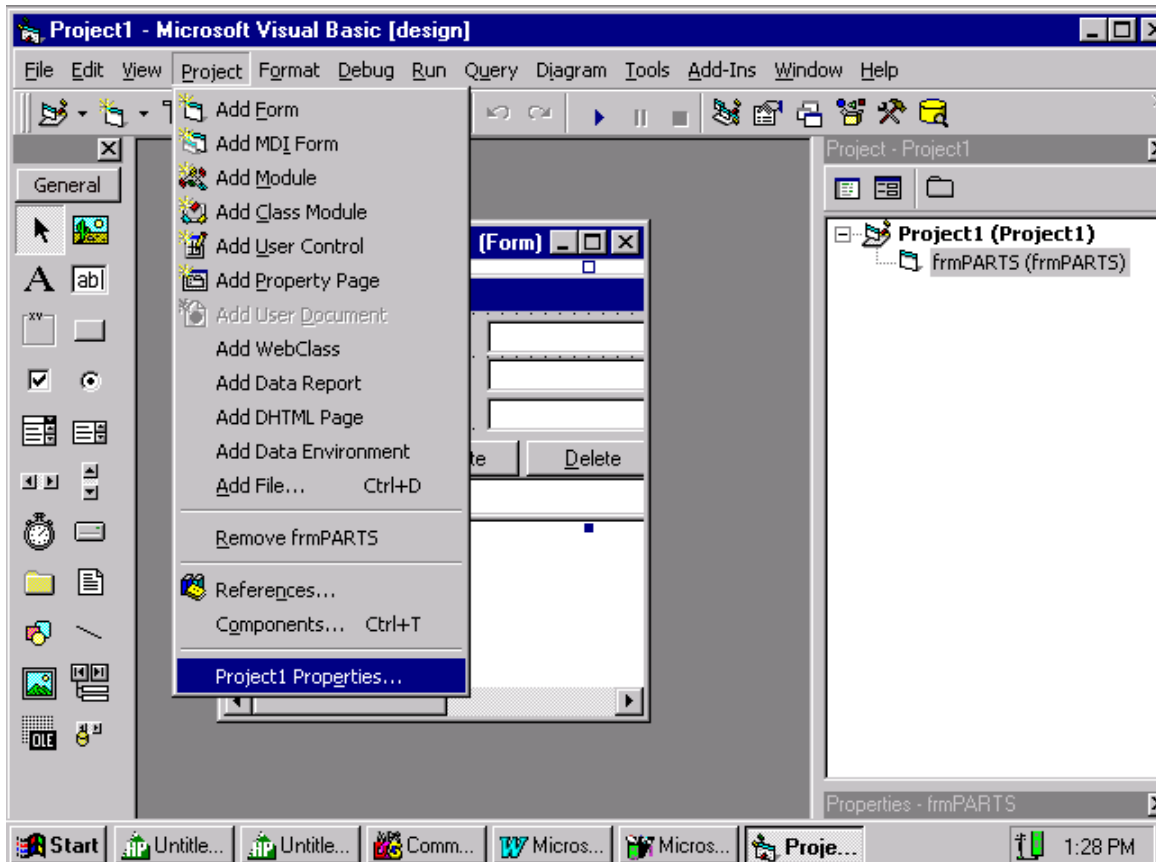 Project1 - Microsoft Visual Basic [design]
File Edit View Project Format Debug Run Query Diagram Tools Add-Ins Window Help
General
A
ab|
XY
OLE
Add Form
Add MDI Form
Add Module
Add Class Module
Add User Control
Add Property Page
Add User Document
Add WebClass
Add Data Report
Add DHTML Page
Add Data Environment
Add File... Ctrl+D
Remove frmPARTS
References...
Components... Ctrl+T
Project1 Properties...
(Form)
te Delete
Project - Project1
Project1 (Project1)
frmPARTS (frmPARTS)
Properties - frmPARTS
Start Untitle... Untitle... Comm... Micros... Micros... Proje... 1:28 PM